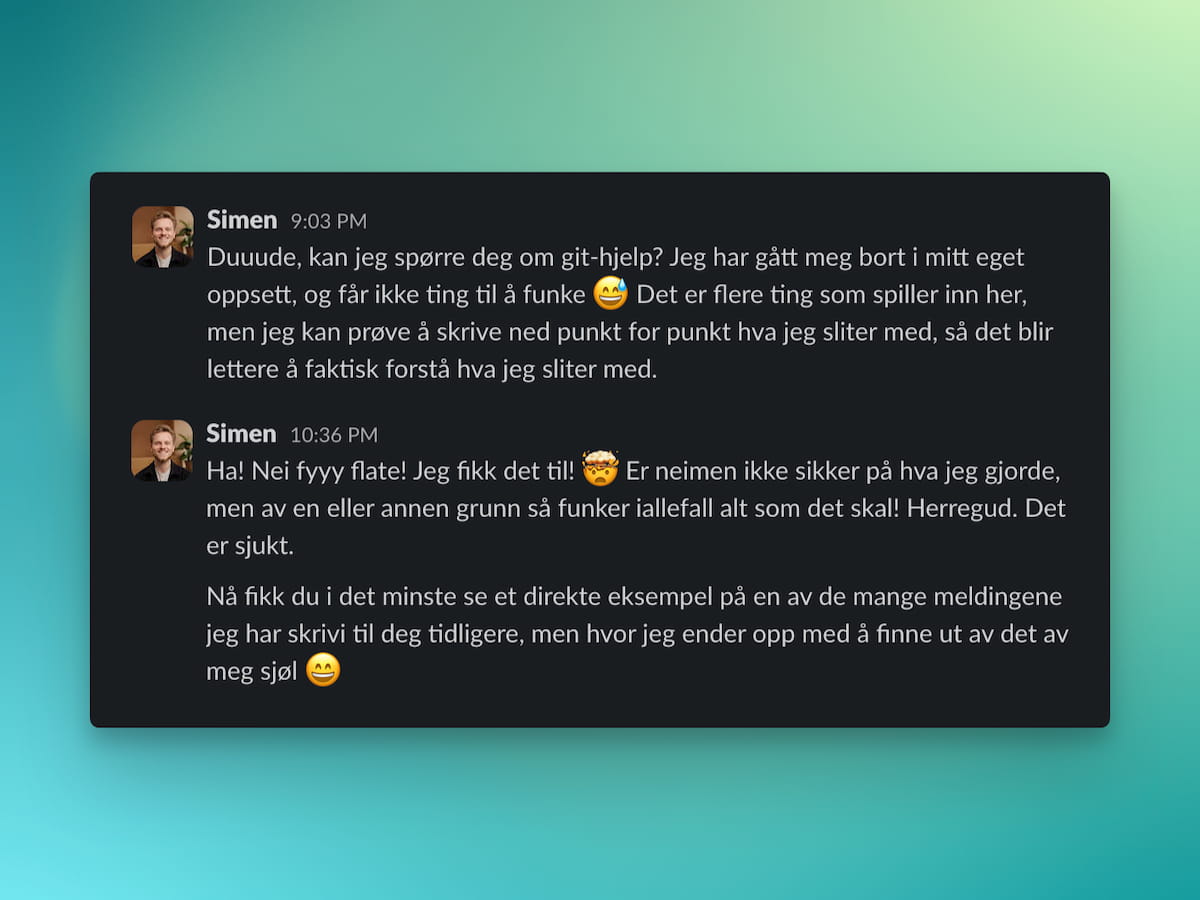 Simen 9:03 PM
Duuude, kan jeg spørre deg om git-hjelp? Jeg har gått meg bort i mitt eget
oppsett, og får ikke ting til å funke 😅 Det er flere ting som spiller inn her,
men jeg kan prøve å skrive ned punkt for punkt hva jeg sliter med, så det blir
lettere å faktisk forstå hva jeg sliter med.
Simen 10:36 PM
Ha! Nei fyyy flate! Jeg fikk det til! 🤯 Er neimen ikke sikker på hva jeg gjorde,
men av en eller annen grunn så funker iallefall alt som det skal! Herregud. Det
er sjukt.
Nå fikk du i det minste se et direkte eksempel på en av de mange meldingene
jeg har skrivi til deg tidligere, men hvor jeg ender opp med å finne ut av det av
meg sjøl 😄